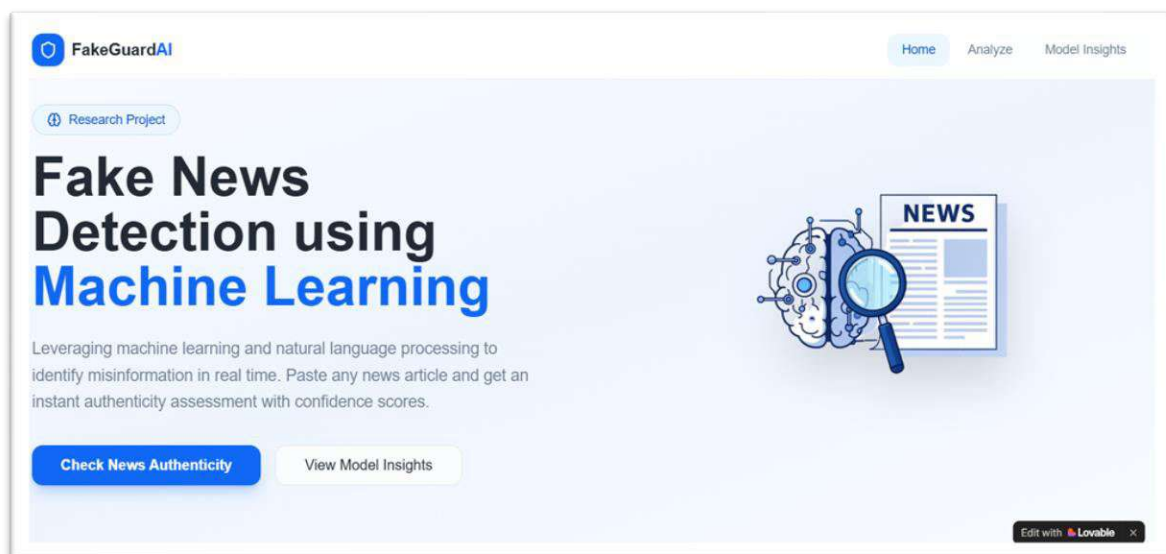 FakeGuardAI
Home
Analyze
Model Insights
Research Project
Fake News
Detection using
Machine Learning
Leveraging machine learning and natural language processing to
identify misinformation in real time. Paste any news article and get an
instant authenticity assessment with confidence scores.
Check News Authenticity
View Model Insights
NEWS
Edit with Lovable ×